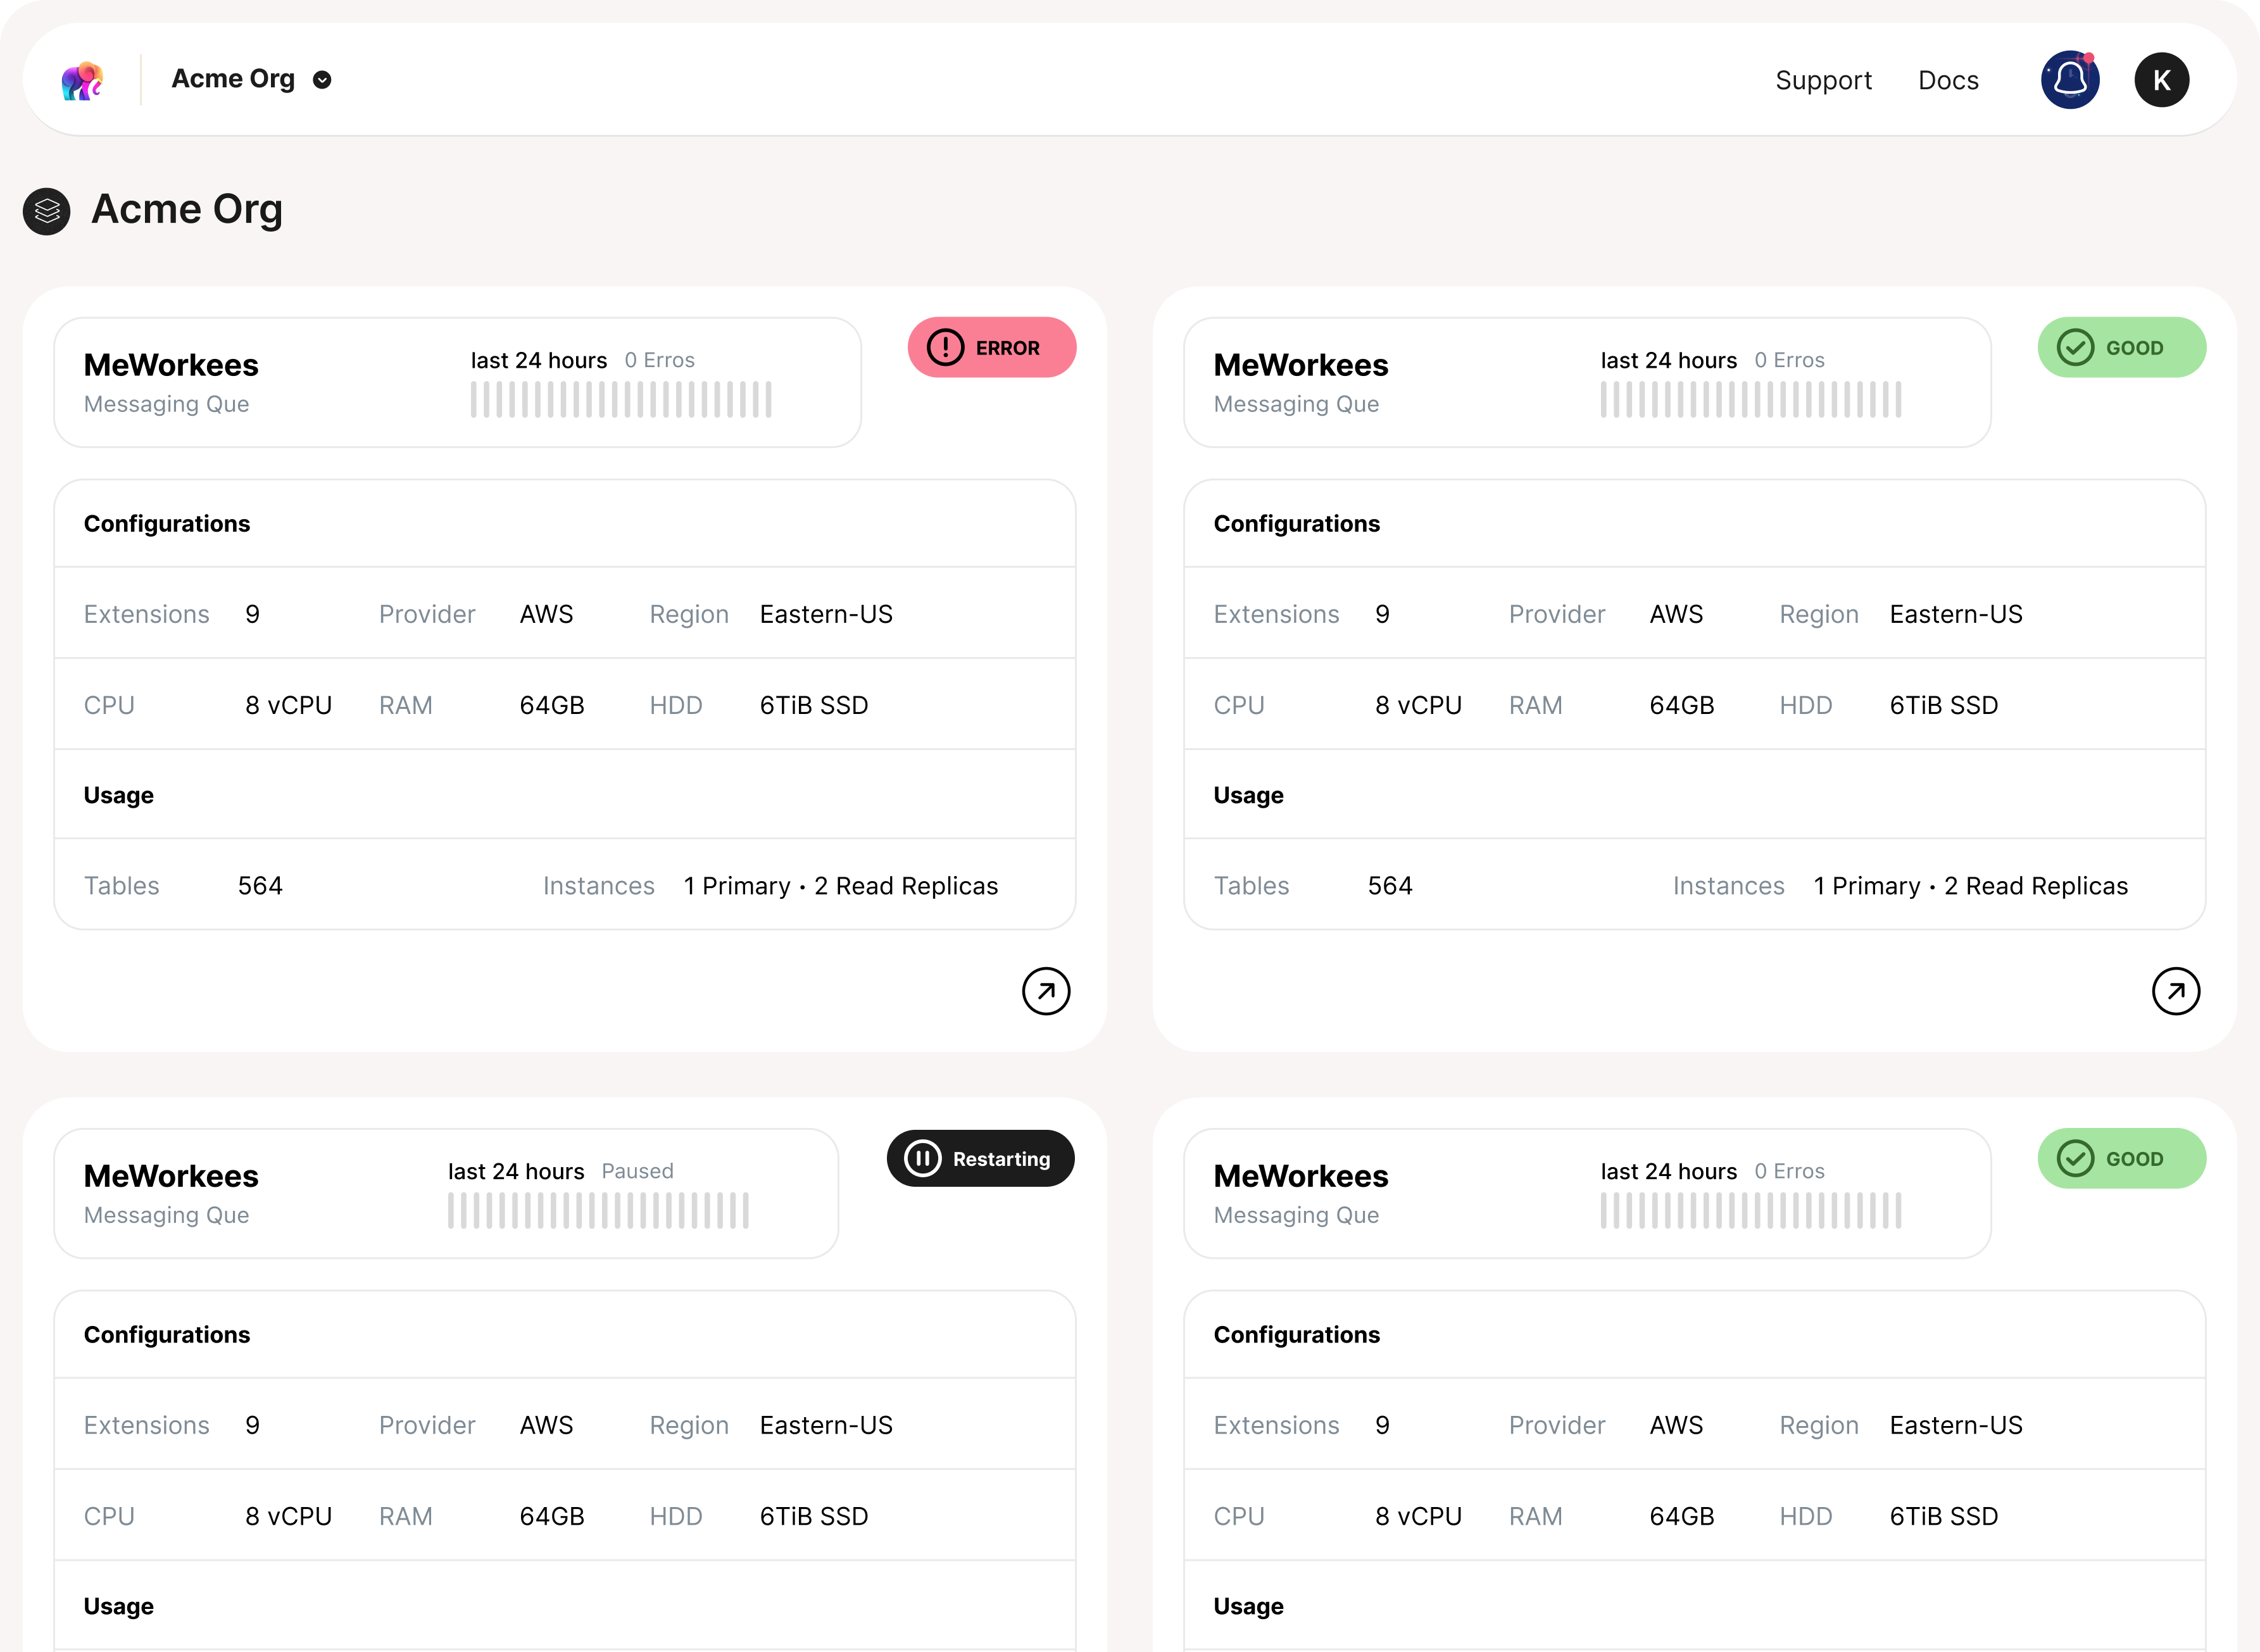 Acme Org
Support Docs K
Acme Org
MeWorkees
Messaging Que
last 24 hours 0 Erros
ERROR
Configurations
Extensions 9 Provider AWS Region Eastern-US
CPU 8 vCPU RAM 64GB HDD 6TiB SSD
Usage
Tables 564 Instances 1 Primary • 2 Read Replicas
MeWorkees
Messaging Que
last 24 hours 0 Erros
GOOD
Configurations
Extensions 9 Provider AWS Region Eastern-US
CPU 8 vCPU RAM 64GB HDD 6TiB SSD
Usage
Tables 564 Instances 1 Primary • 2 Read Replicas
MeWorkees
Messaging Que
last 24 hours Paused
Restarting
Configurations
Extensions 9 Provider AWS Region Eastern-US
CPU 8 vCPU RAM 64GB HDD 6TiB SSD
Usage
MeWorkees
Messaging Que
last 24 hours 0 Erros
GOOD
Configurations
Extensions 9 Provider AWS Region Eastern-US
CPU 8 vCPU RAM 64GB HDD 6TiB SSD
Usage